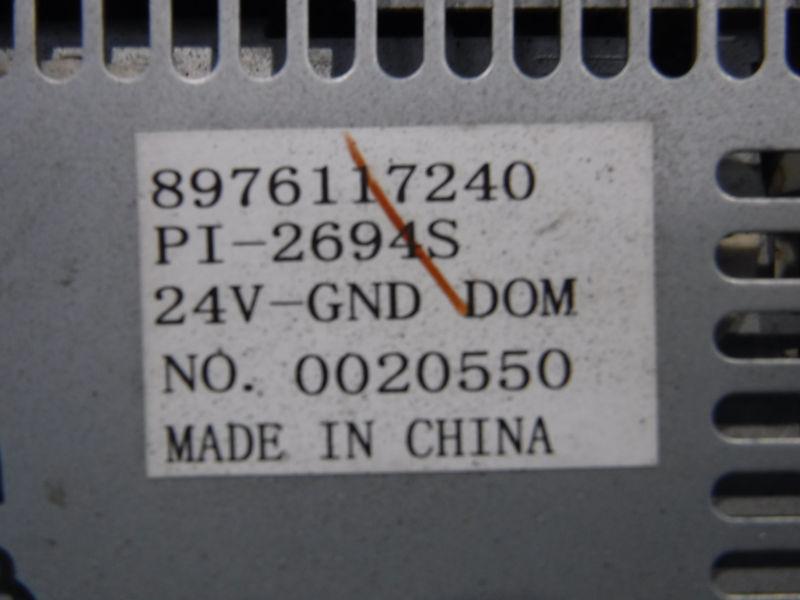 8976117240
PI-2694S
24V-GND DOM
NO. 0020550
MADE IN CHINA